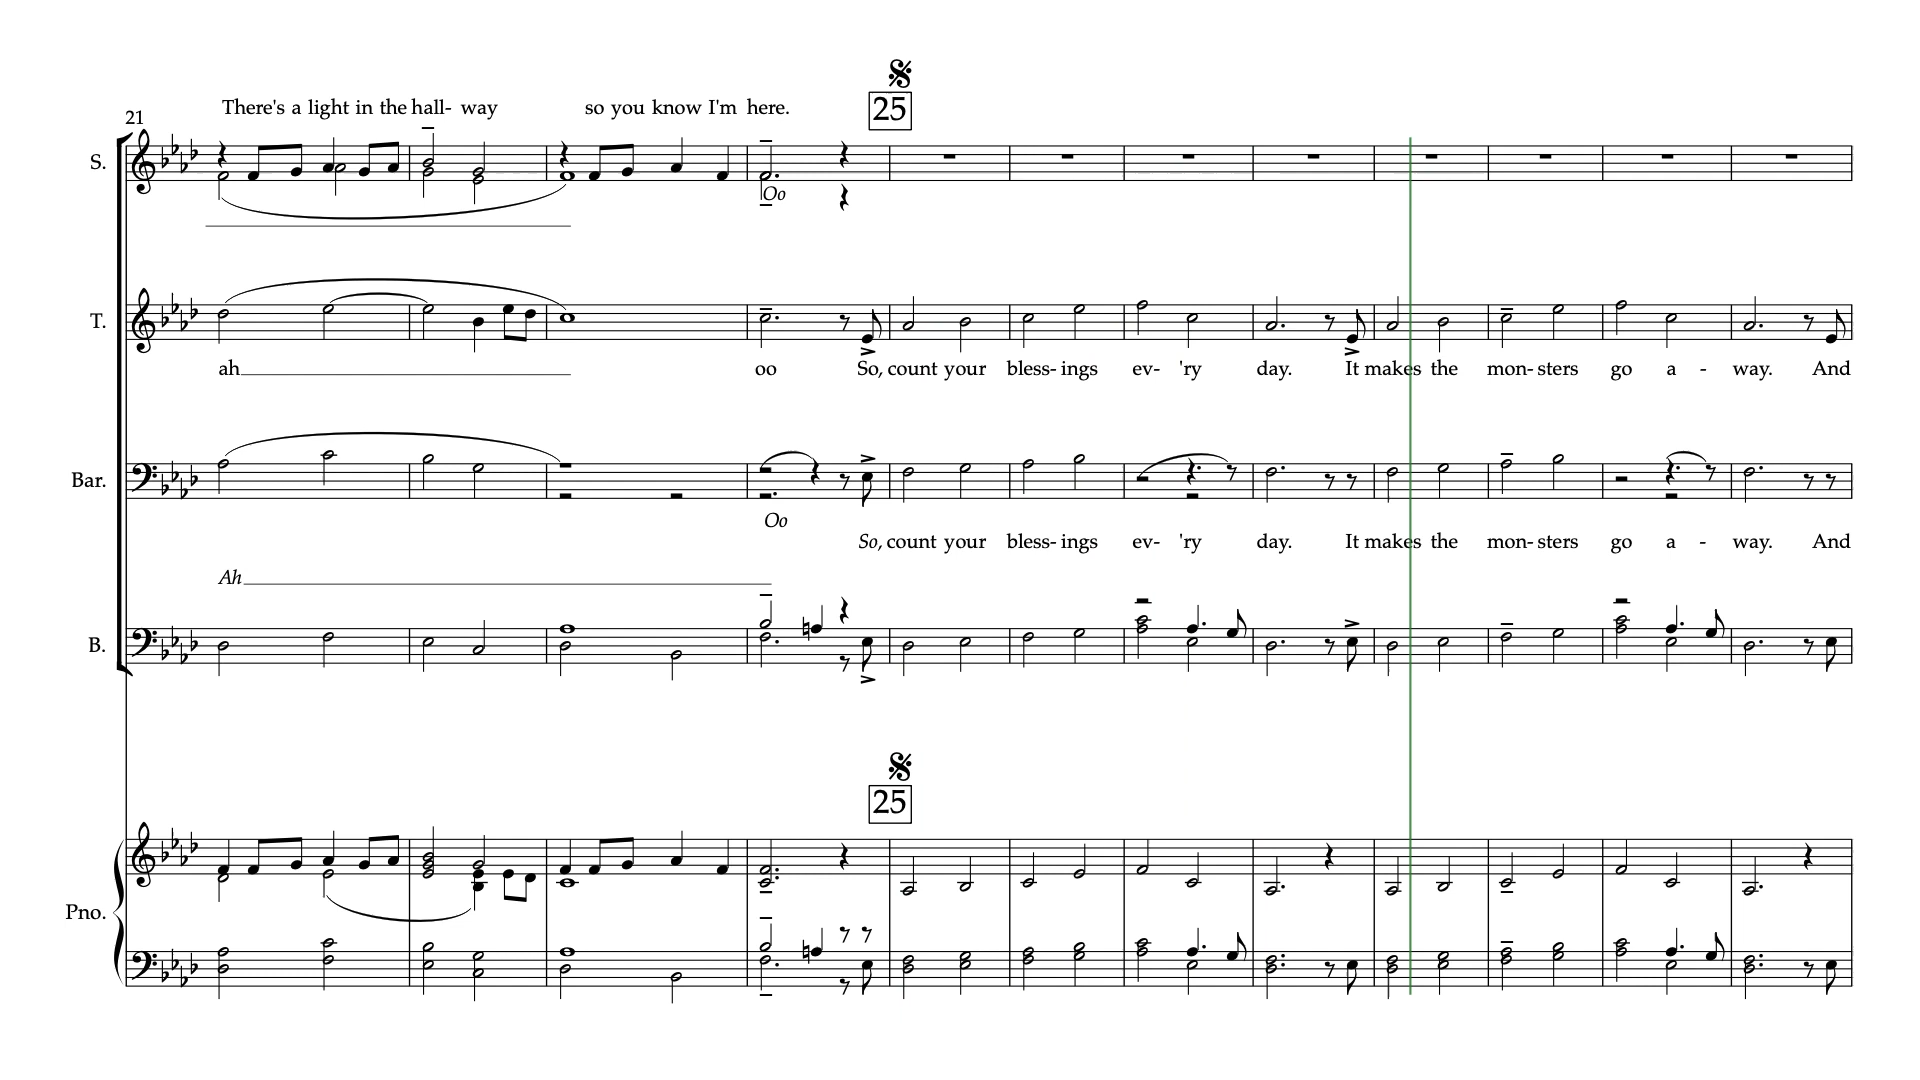 25
There's a light in the hall- way so you know I'm here.
21
S.
Oo
T.
ah oo So, count your bless- ings ev- 'ry day. It makes the mon- sters go a - way. And
Bar.
Oo
So, count your bless- ings ev- 'ry day. It makes the mon- sters go a - way. And
Ah
B.
25
Pno.